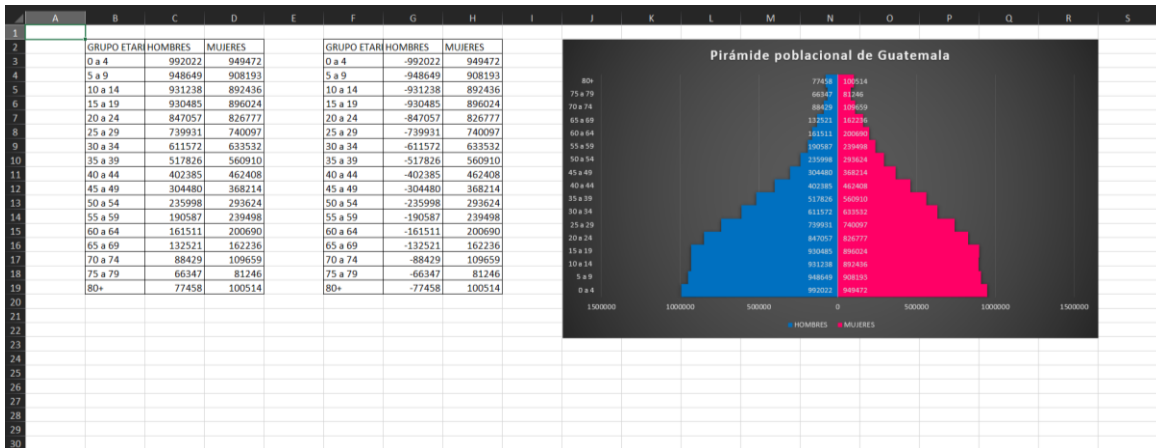 A B C D E F G H I J K L M N O P Q R S
1
2 GRUPO ETARI HOMBRES MUJERES GRUPO ETARI HOMBRES MUJERES
3 0 a 4 992022 949472 0 a 4 -992022 949472
4 5 a 9 948649 908193 5 a 9 -948649 908193
5 10 a 14 931238 892436 10 a 14 -931238 892436
6 15 a 19 930485 896024 15 a 19 -930485 896024
7 20 a 24 847057 826777 20 a 24 -847057 826777
8 25 a 29 739931 740097 25 a 29 -739931 740097
9 30 a 34 611572 633532 30 a 34 -611572 633532
10 35 a 39 517826 560910 35 a 39 -517826 560910
11 40 a 44 402385 462408 40 a 44 -402385 462408
12 45 a 49 304480 368214 45 a 49 -304480 368214
13 50 a 54 235998 293624 50 a 54 -235998 293624
14 55 a 59 190587 239498 55 a 59 -190587 239498
15 60 a 64 161511 200690 60 a 64 -161511 200690
16 65 a 69 132521 162236 65 a 69 -132521 162236
17 70 a 74 88429 109659 70 a 74 -88429 109659
18 75 a 79 66347 81246 75 a 79 -66347 81246
19 80+ 77458 100514 80+ -77458 100514
20
21
22
23
24
25
26
27
28
29
30
Pirámide poblacional de Guatemala
80+ 77458 100514
75 a 79 66347 81246
70 a 74 88429 109659
65 a 69 132521 162236
60 a 64 161511 200690
55 a 59 190587 239498
50 a 54 235998 293624
45 a 49 304480 368214
40 a 44 402385 462408
35 a 39 517826 560910
30 a 34 611572 633532
25 a 29 739931 740097
20 a 24 847057 826777
15 a 19 930485 896024
10 a 14 931238 892436
5 a 9 948649 908193
0 a 4 992022 949472
1500000 1000000 500000 0 500000 1000000 1500000
HOMBRES MUJERES